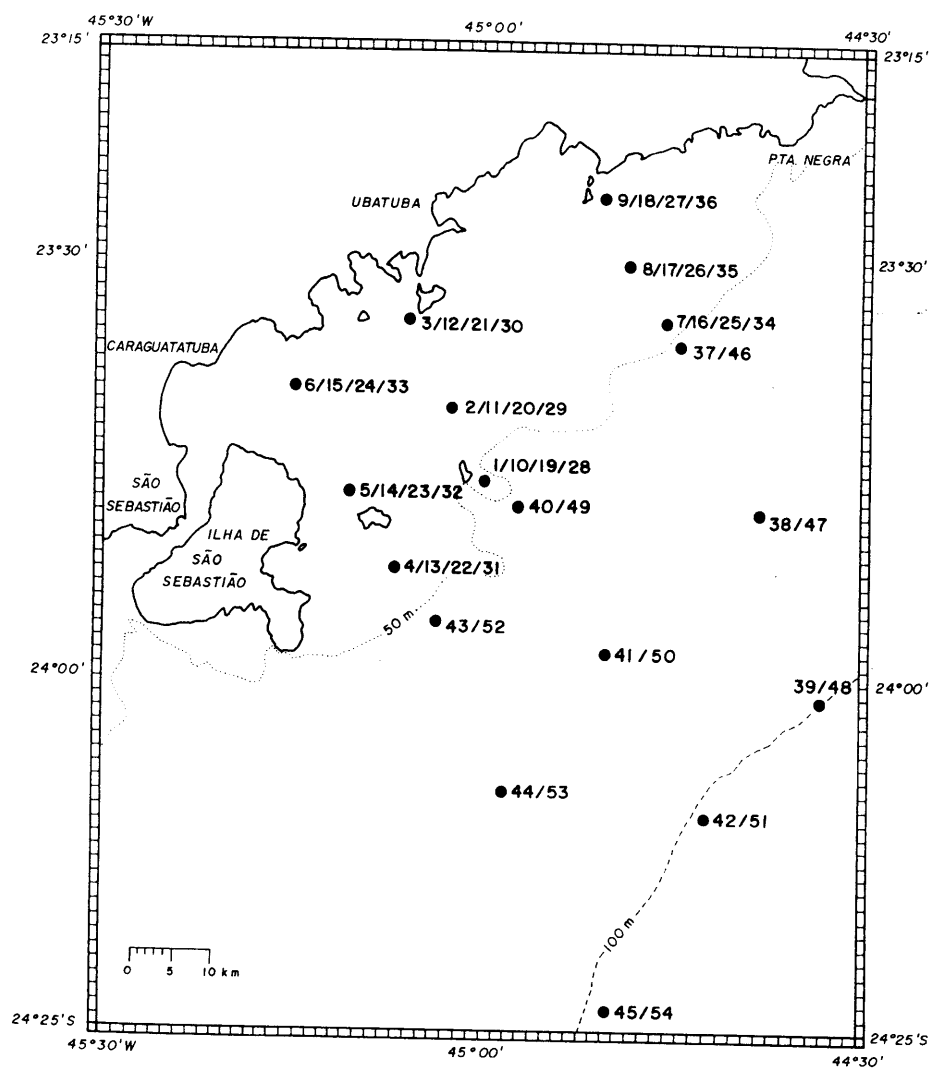 45°30'W
45°00'
44°30'
23°15'
23°15'
P.TA. NEGRA
UBATUBA
9/18/27/36
23°30'
8/17/26/35
23°30'
3/12/21/30
7/16/25/34
CARAGUATATUBA
37/46
6/15/24/33
2/11/20/29
1/10/19/28
SÃO
SEBASTIÃO
5/14/23/32
40/49
38/47
ILHA DE
SÃO
SEBASTIÃO
4/13/22/31
50 m.
43/52
41/50
24°00'
39/48
24°00'
44/53
42/51
100 m
0 5 10 km
45/54
24°25'S
24°25'S
45°30'W
45°00'
44°30'